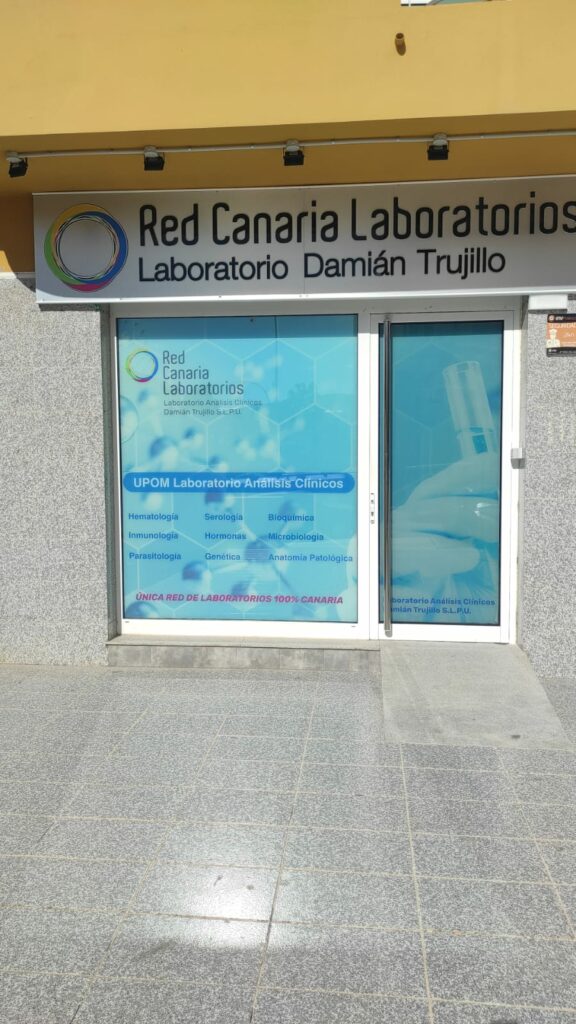 Red Canaria Laboratorios
Laboratorio Damián Trujillo
Red
Canaria
Laboratorios
Laboratorio Análisis Clínicos
Damián Trujillo S.L.P.U.
UPOM Laboratorio Análisis Clínicos
Hematología Serología Bioquímica
Inmunología Hormonas Microbiología
Parasitología Genética Anatomía Patológica
ÚNICA RED DE LABORATORIOS 100% CANARIA
Laboratorio Análisis Clínicos
Damián Trujillo S.L.P.U.